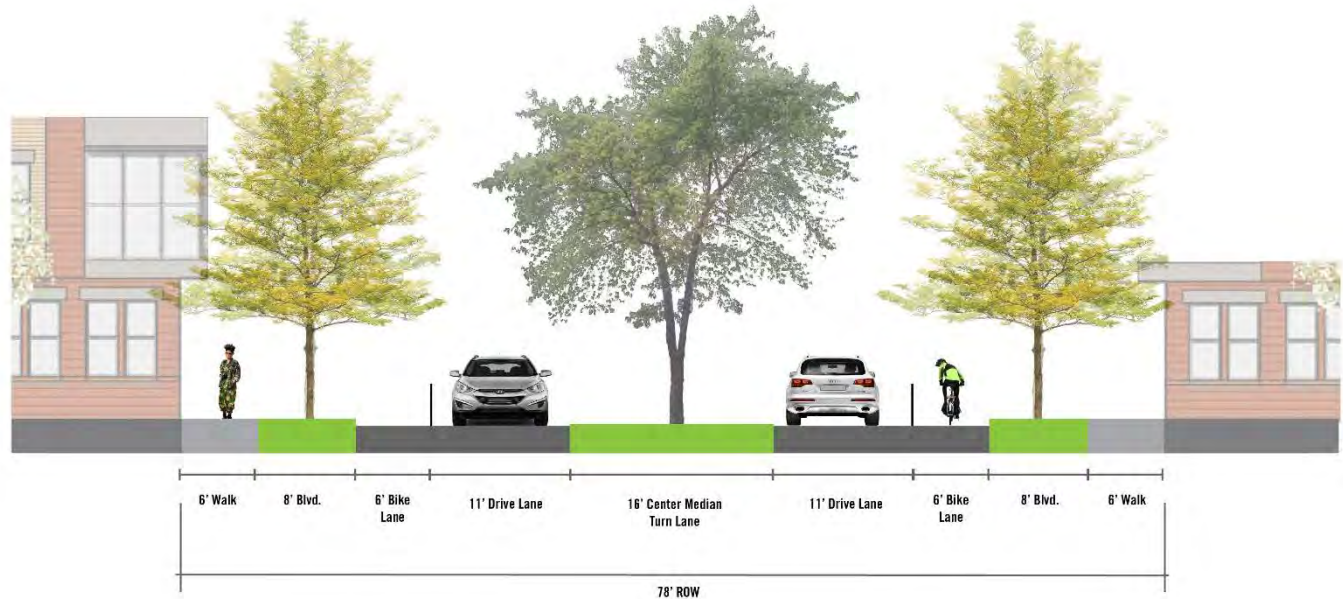 6' Walk
8' Blvd.
6' Bike
Lane
11' Drive Lane
16' Center Median
Turn Lane
11' Drive Lane
6' Bike
Lane
8' Blvd.
6' Walk
78' ROW